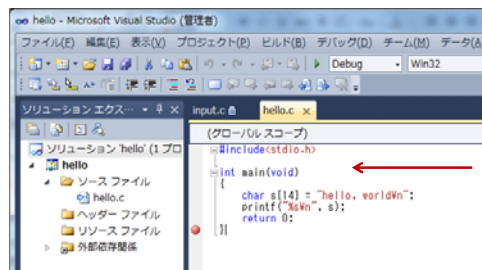 hello - Microsoft Visual Studio (管理者)
ファイル(F) 編集(E) 表示(V) プロジェクト(P) ビルド(B) デバッグ(D) チーム(M) データ(A
Debug Win32
ソリューション エクス…
input.c hello.c ×
(グローバル スコープ)
ソリューション 'hello' (1 プロ
hello
ソース ファイル
hello.c
ヘッダー ファイル
リソース ファイル
外部依存関係
#include<stdio.h>
int main(void)
{
char s[14] = "hello, world¥n";
printf("%s¥n", s);
return 0;
}